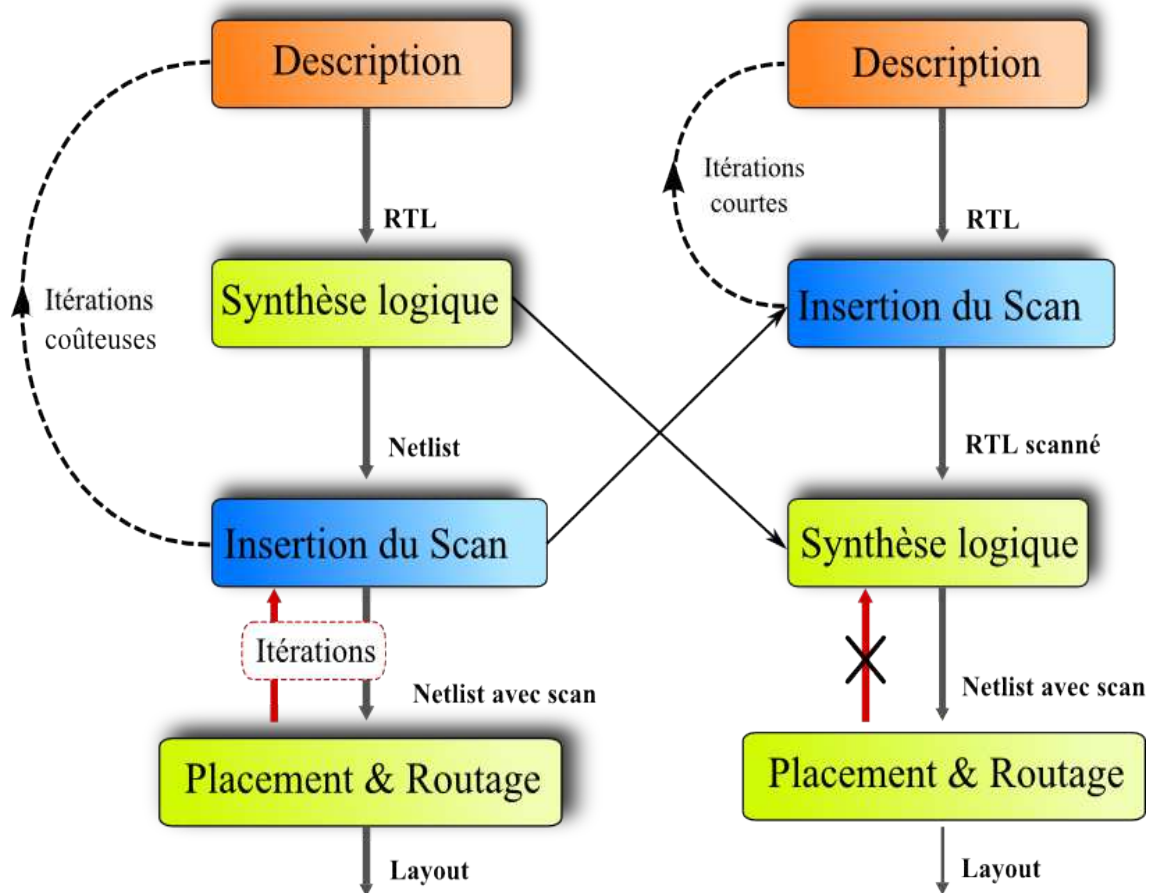 Description
RTL
Synthèse logique
Itérations
coûteuses
Netlist
Insertion du Scan
Itérations
Netlist avec scan
Placement & Routage
Layout
Description
Itérations
courtes
RTL
Insertion du Scan
RTL scanné
Synthèse logique
Netlist avec scan
Placement & Routage
Layout